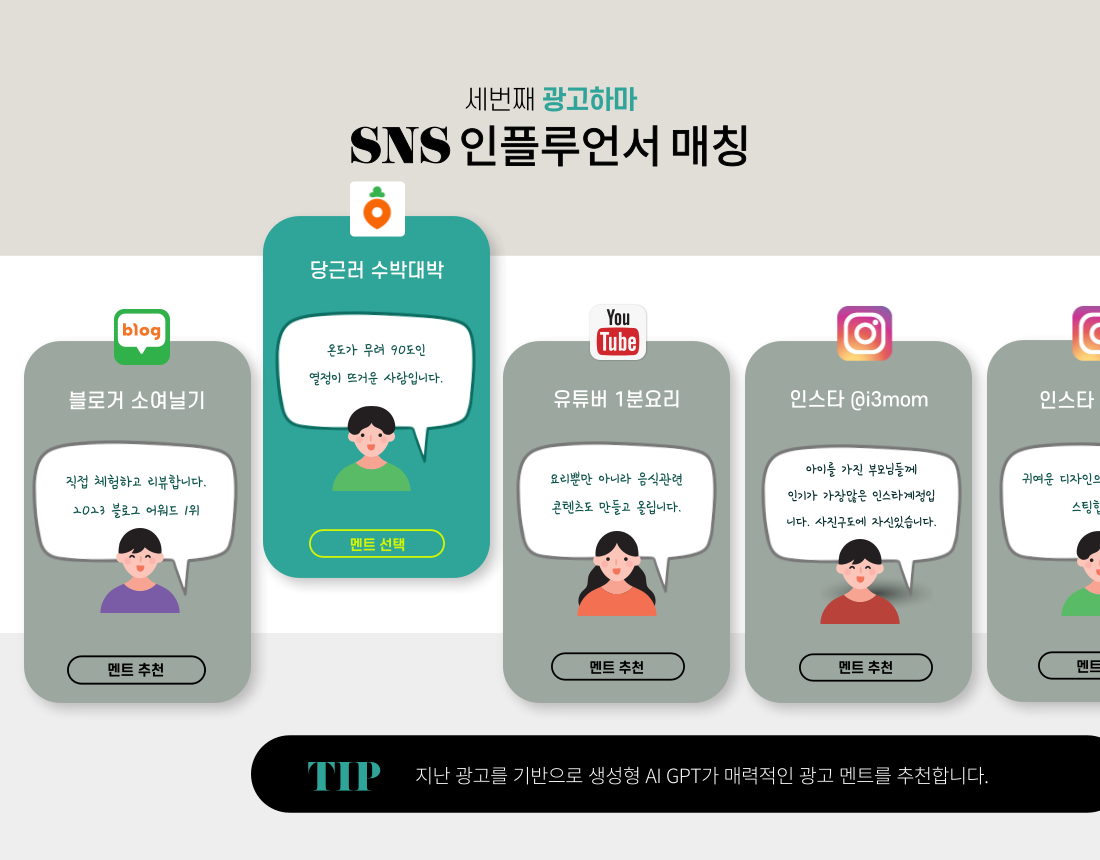 세번째 광고하마
SNS 인플루언서 매칭
당근러 수박대박
온도가 무려 90도인
열정이 뜨거운 사람입니다.
멘트 선택
blog
블로거 소여닐기
직접 체험하고 리뷰합니다.
2023 블로그 어워드 1위
멘트 추천
You
Tube
유튜버 1분요리
요리뿐만 아니라 음식관련
콘텐츠도 만들고 올립니다.
멘트 추천
인스타 @i3mom
아이를 가진 부모님들께
인기가 가장많은 인스타계정입
니다. 사진구도에 자신있습니다.
멘트 추천
인스타
귀여운 디자인의
스팅합
멘트
TIP 지난 광고를 기반으로 생성형 AI GPT가 매력적인 광고 멘트를 추천합니다.